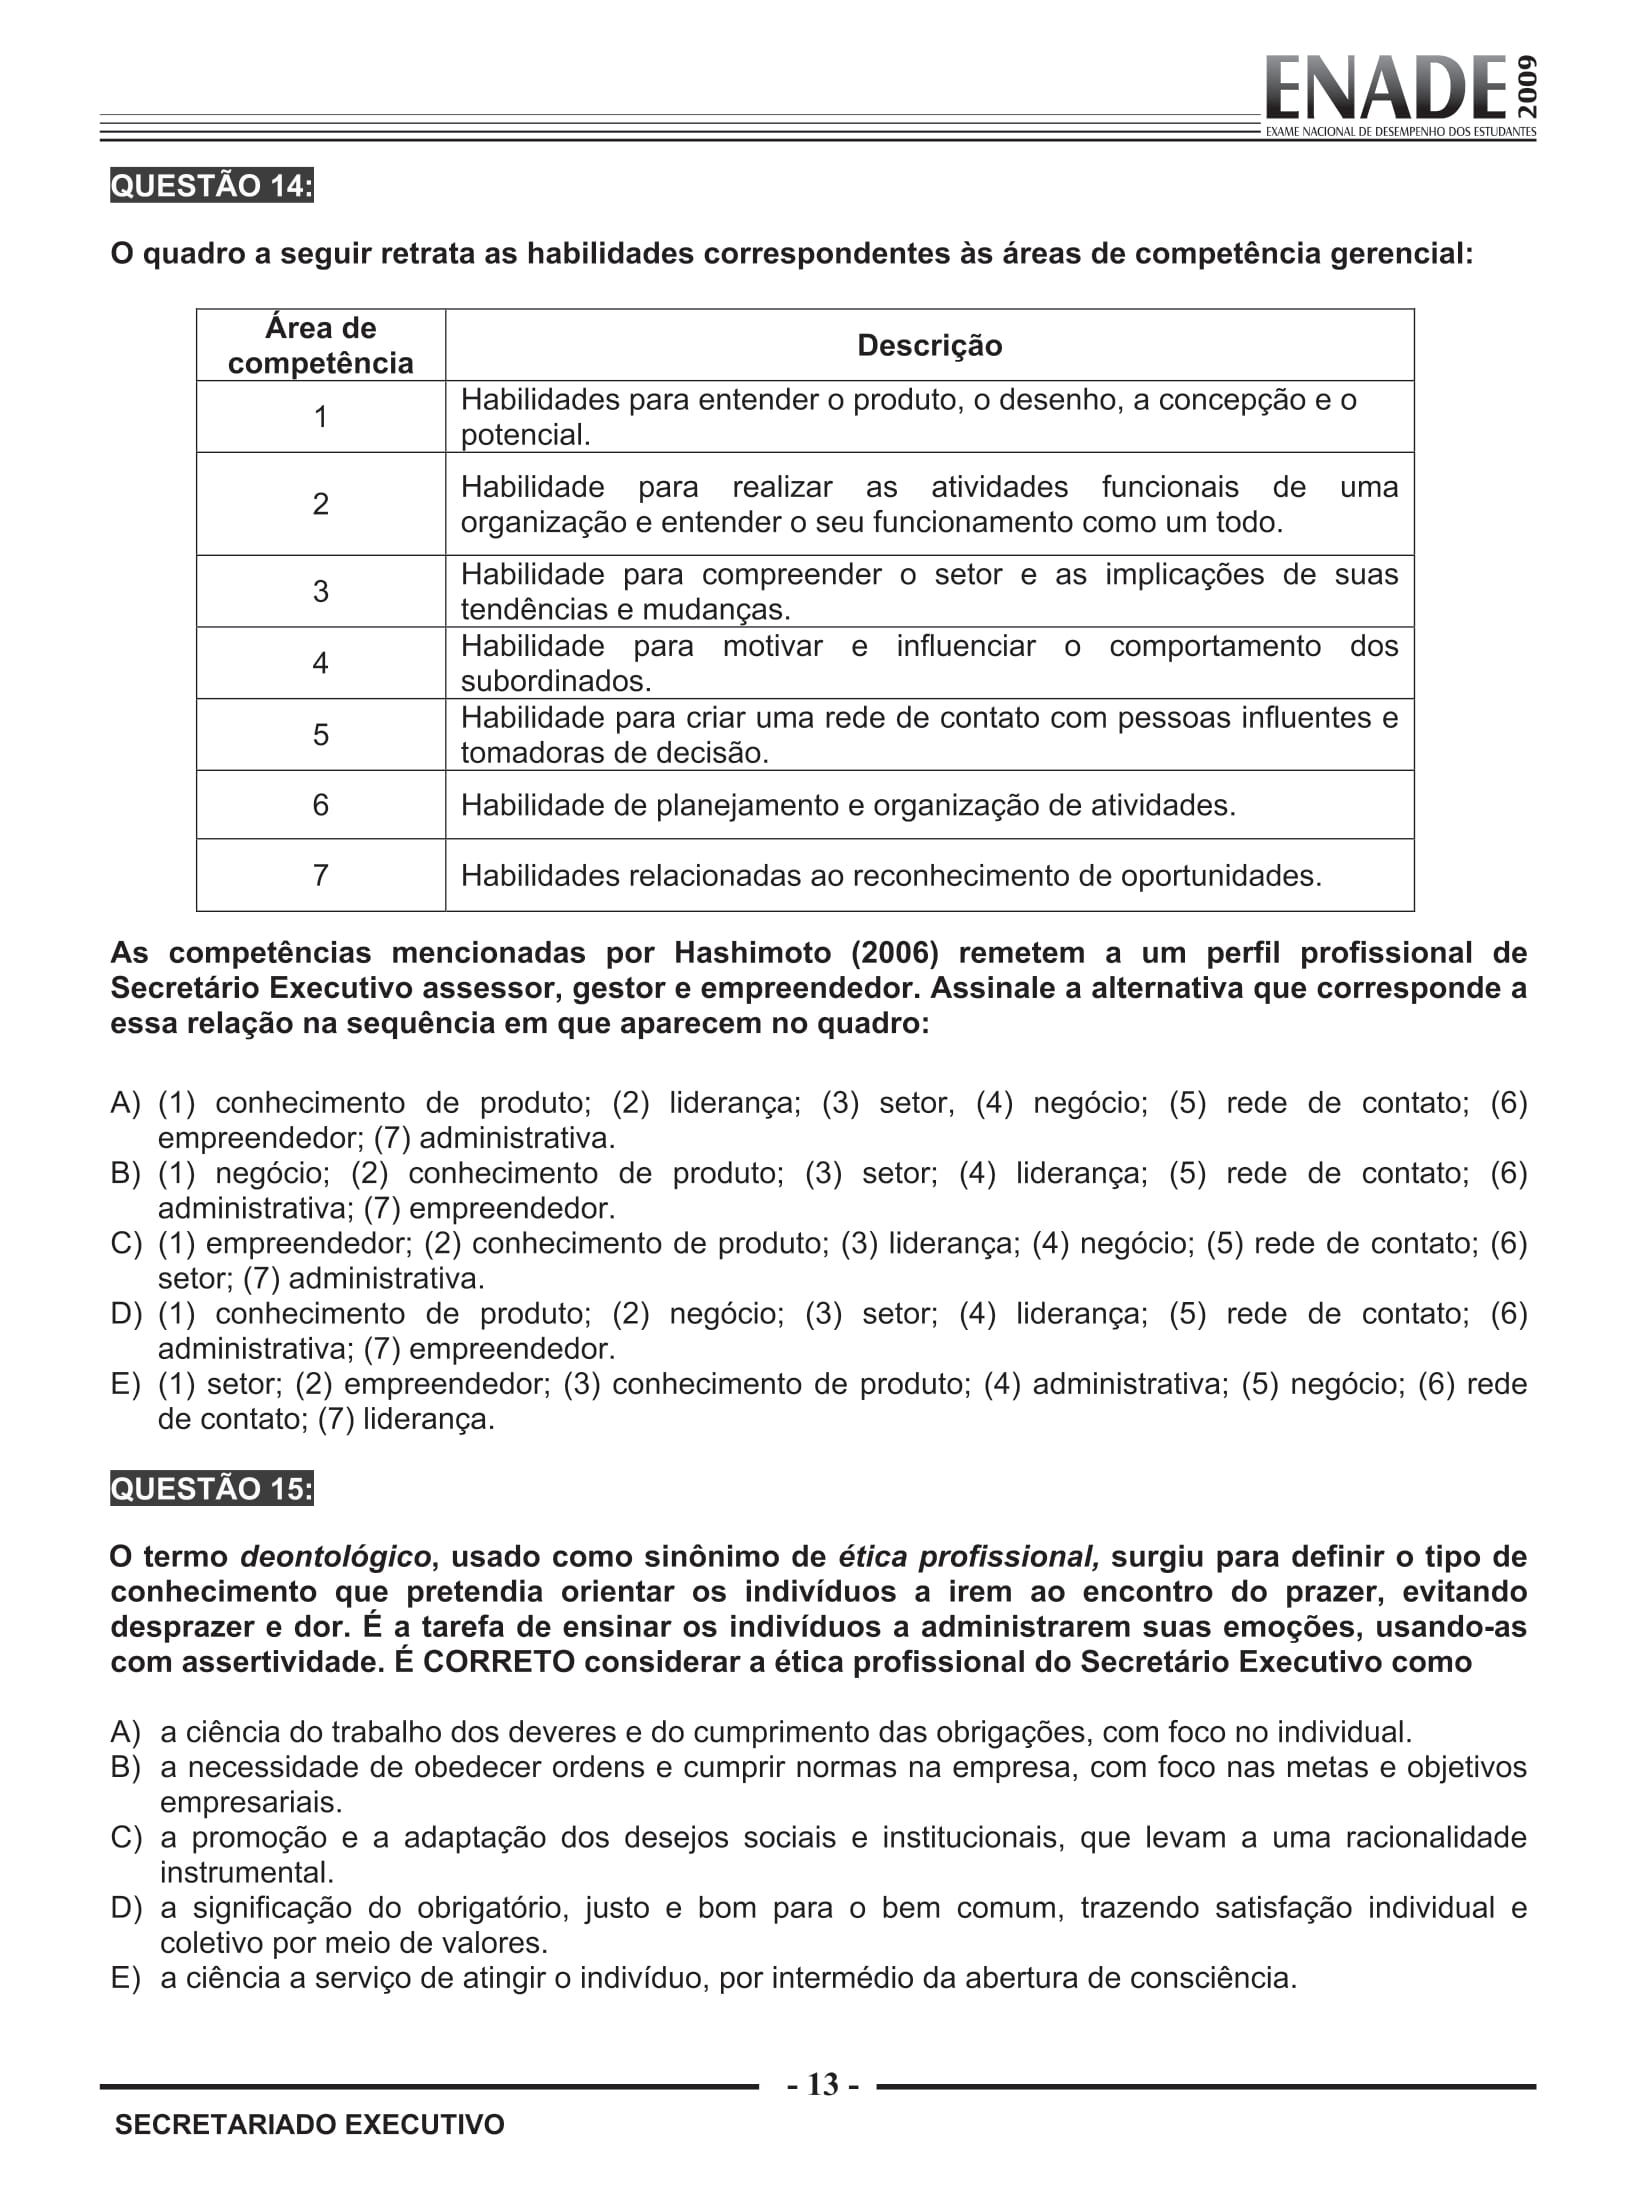 ENADE 2009
EXAME NACIONAL DE DESEMPENHO DOS ESTUDANTES
QUESTÃO 14:
O quadro a seguir retrata as habilidades correspondentes às áreas de competência gerencial:
Área de competência
Descrição
1
Habilidades para entender o produto, o desenho, a concepção e o
potencial.
2
Habilidade para realizar as atividades funcionais de uma
organização e entender o seu funcionamento como um todo.
3
Habilidade para compreender o setor e as implicações de suas
tendências e mudanças.
4
Habilidade para motivar e influenciar o comportamento dos
subordinados.
5
Habilidade para criar uma rede de contato com pessoas influentes e
tomadoras de decisão.
6
Habilidade de planejamento e organização de atividades.
7
Habilidades relacionadas ao reconhecimento de oportunidades.
As competências mencionadas por Hashimoto (2006) remetem a um perfil profissional de
Secretário Executivo assessor, gestor e empreendedor. Assinale a alternativa que corresponde a
essa relação na sequência em que aparecem no quadro:
A) (1) conhecimento de produto; (2) liderança; (3) setor, (4) negócio; (5) rede de contato; (6)
empreendedor; (7) administrativa.
B) (1) negócio; (2) conhecimento de produto; (3) setor; (4) liderança; (5) rede de contato; (6)
administrativa; (7) empreendedor.
C) (1) empreendedor; (2) conhecimento de produto; (3) liderança; (4) negócio; (5) rede de contato; (6)
setor; (7) administrativa.
D) (1) conhecimento de produto; (2) negócio; (3) setor; (4) liderança; (5) rede de contato; (6)
administrativa; (7) empreendedor.
E) (1) setor; (2) empreendedor; (3) conhecimento de produto; (4) administrativa; (5) negócio; (6) rede
de contato; (7) liderança.
QUESTÃO 15:
O termo deontológico, usado como sinônimo de ética profissional, surgiu para definir o tipo de
conhecimento que pretendia orientar os indivíduos a irem ao encontro do prazer, evitando
desprazer e dor. É a tarefa de ensinar os indivíduos a administrarem suas emoções, usando-as
com assertividade. É CORRETO considerar a ética profissional do Secretário Executivo como
A) a ciência do trabalho dos deveres e do cumprimento das obrigações, com foco no individual.
B) a necessidade de obedecer ordens e cumprir normas na empresa, com foco nas metas e objetivos
empresariais.
C) a promoção e a adaptação dos desejos sociais e institucionais, que levam a uma racionalidade
instrumental.
D) a significação do obrigatório, justo e bom para o bem comum, trazendo satisfação individual e
coletivo por meio de valores.
E) a ciência a serviço de atingir o indivíduo, por intermédio da abertura de consciência.
- 13 -
SECRETARIADO EXECUTIVO